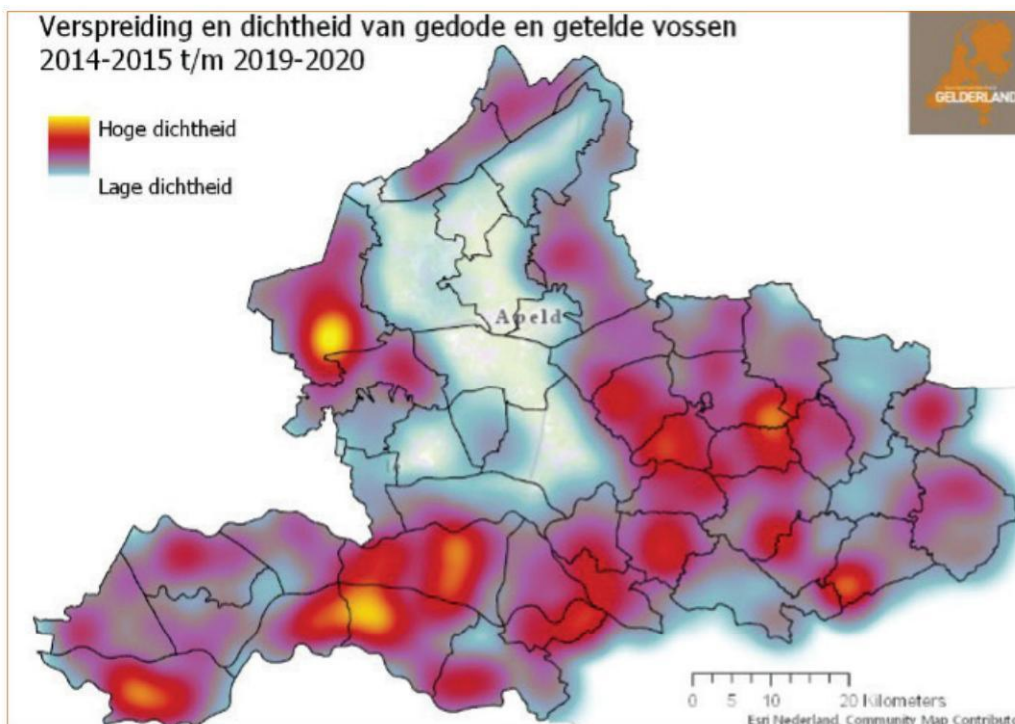 Verspreiding en dichtheid van gedode en getelde vossen
2014-2015 t/m 2019-2020
GELDERLAND
Hoge dichtheid
Lage dichtheid
Apeld
0 5 10 20 Kilometers
Esri Nederland, Community Map Contributo